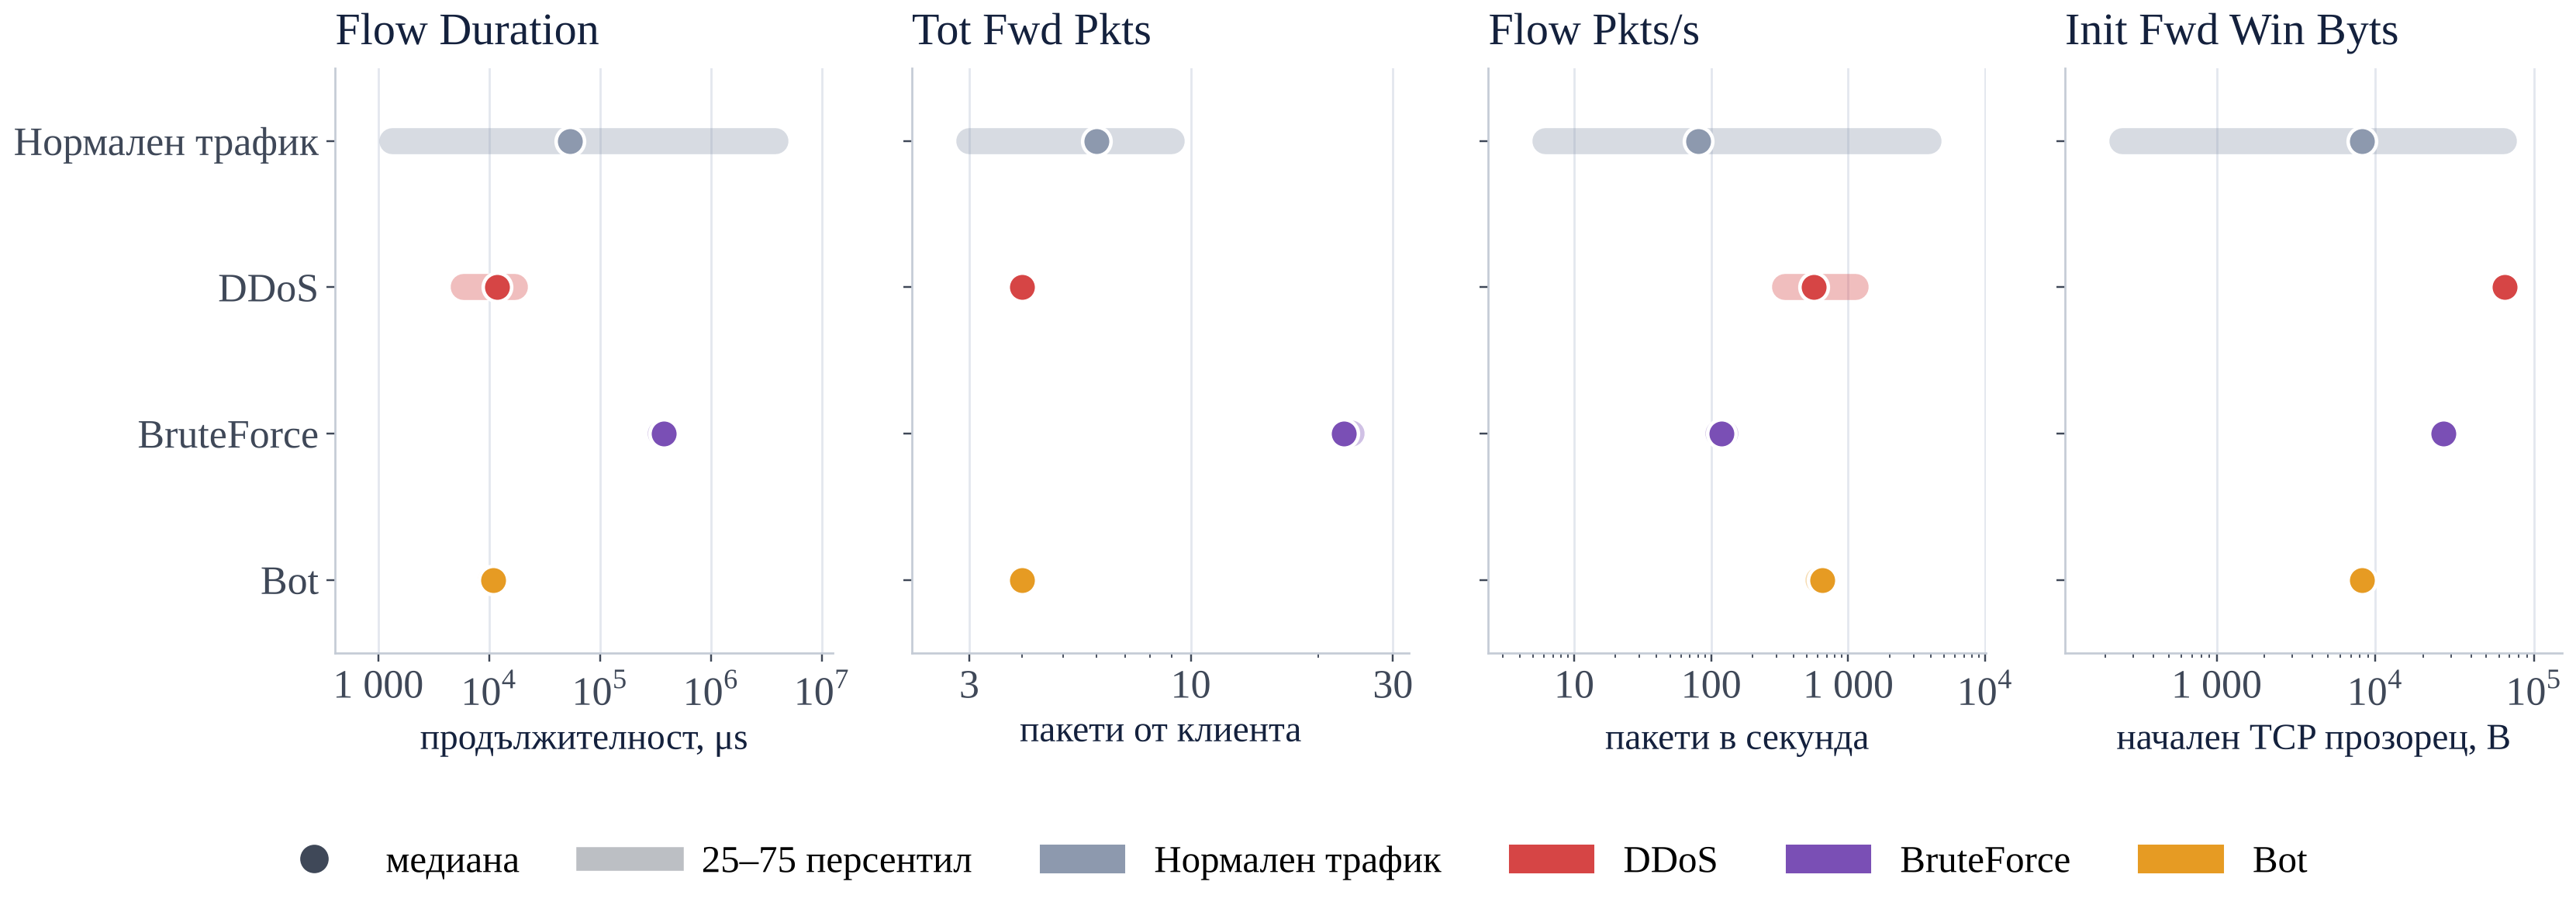 Flow Duration
Tot Fwd Pkts
Flow Pkts/s
Init Fwd Win Byts
Нормален трафик
DDoS
BruteForce
Bot
1 000 10⁴ 10⁵ 10⁶ 10⁷
продължителност, μs
3 10 30
пакети от клиента
10 100 1 000 10⁴
пакети в секунда
1 000 10⁴ 10⁵
начален TCP прозорец, B
медиана 25–75 персентил Нормален трафик DDoS BruteForce Bot